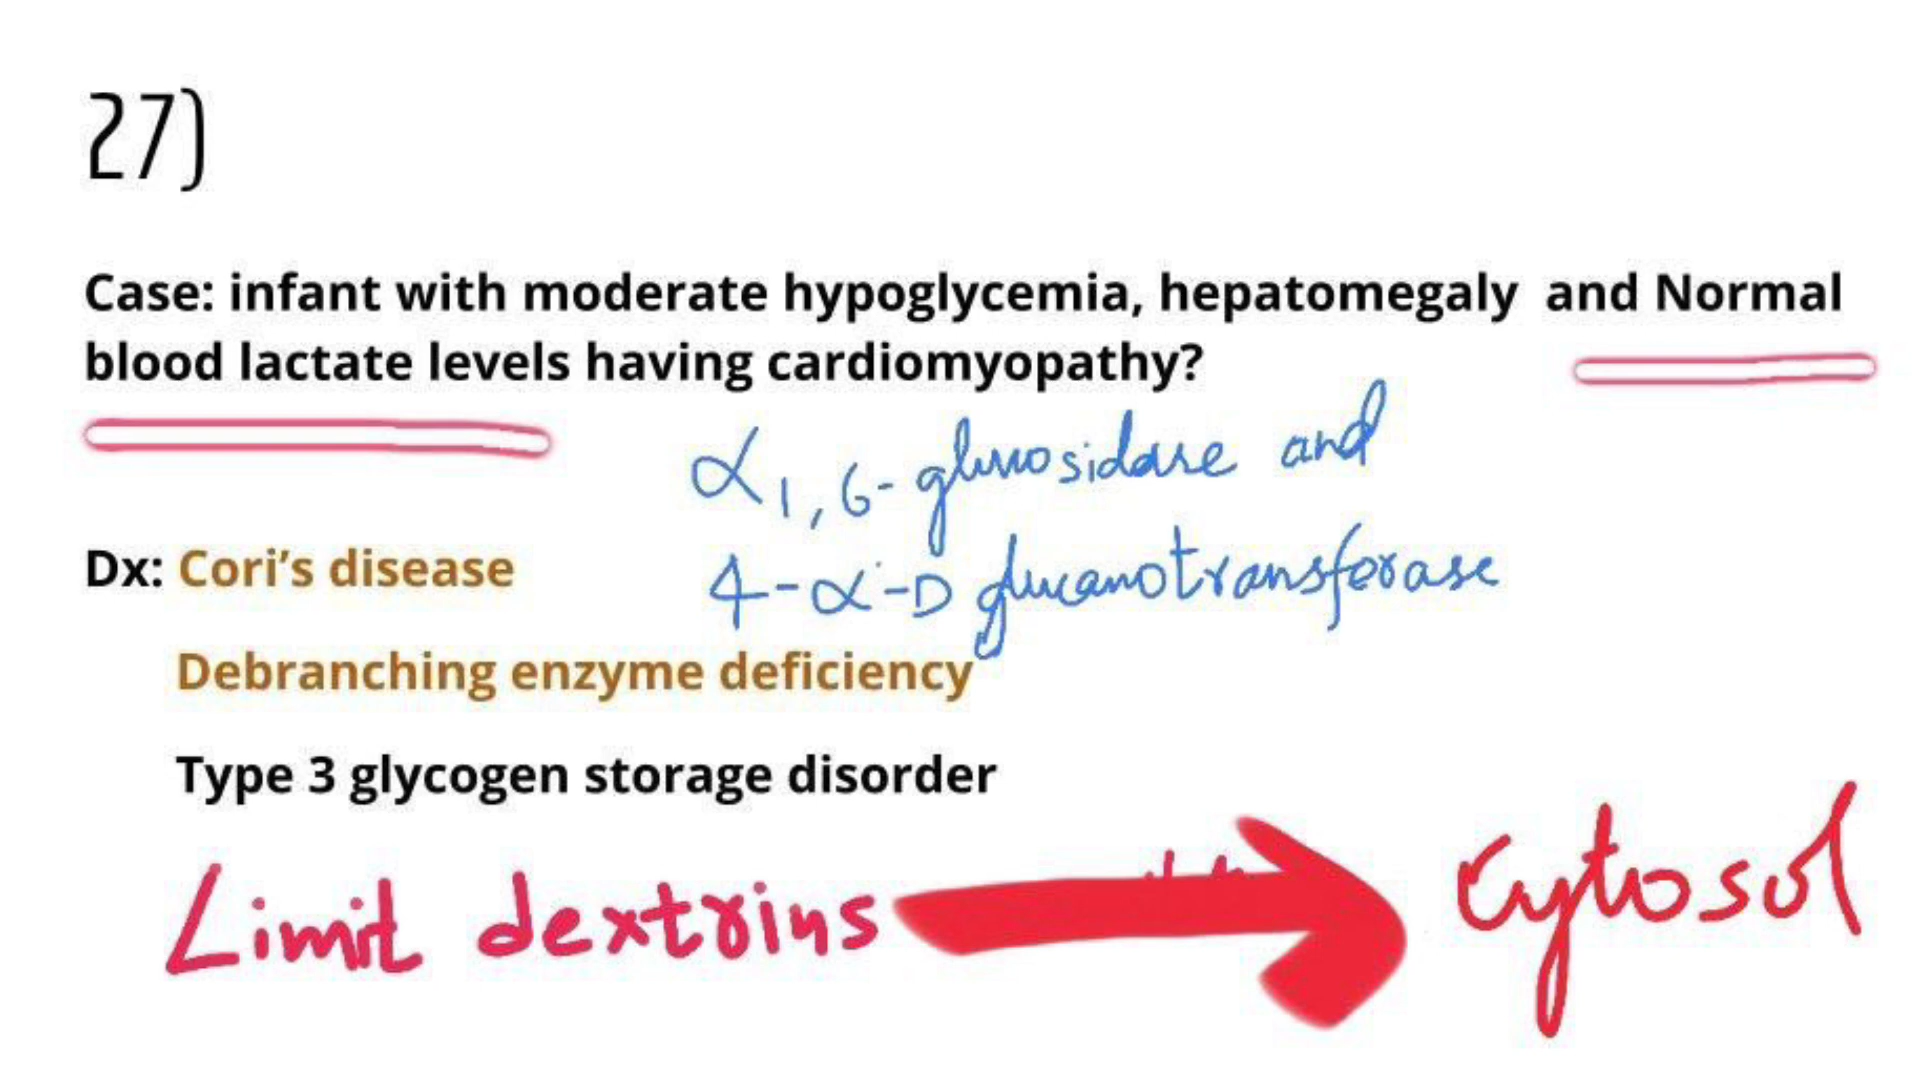 27)
Case: infant with moderate hypoglycemia, hepatomegaly and Normal
blood lactate levels having cardiomyopathy?
α1,6-glucosidase and
4-α-D glucanotransferase
Dx: Cori's disease
Debranching enzyme deficiency
Type 3 glycogen storage disorder
Limit dextrins
cytosol